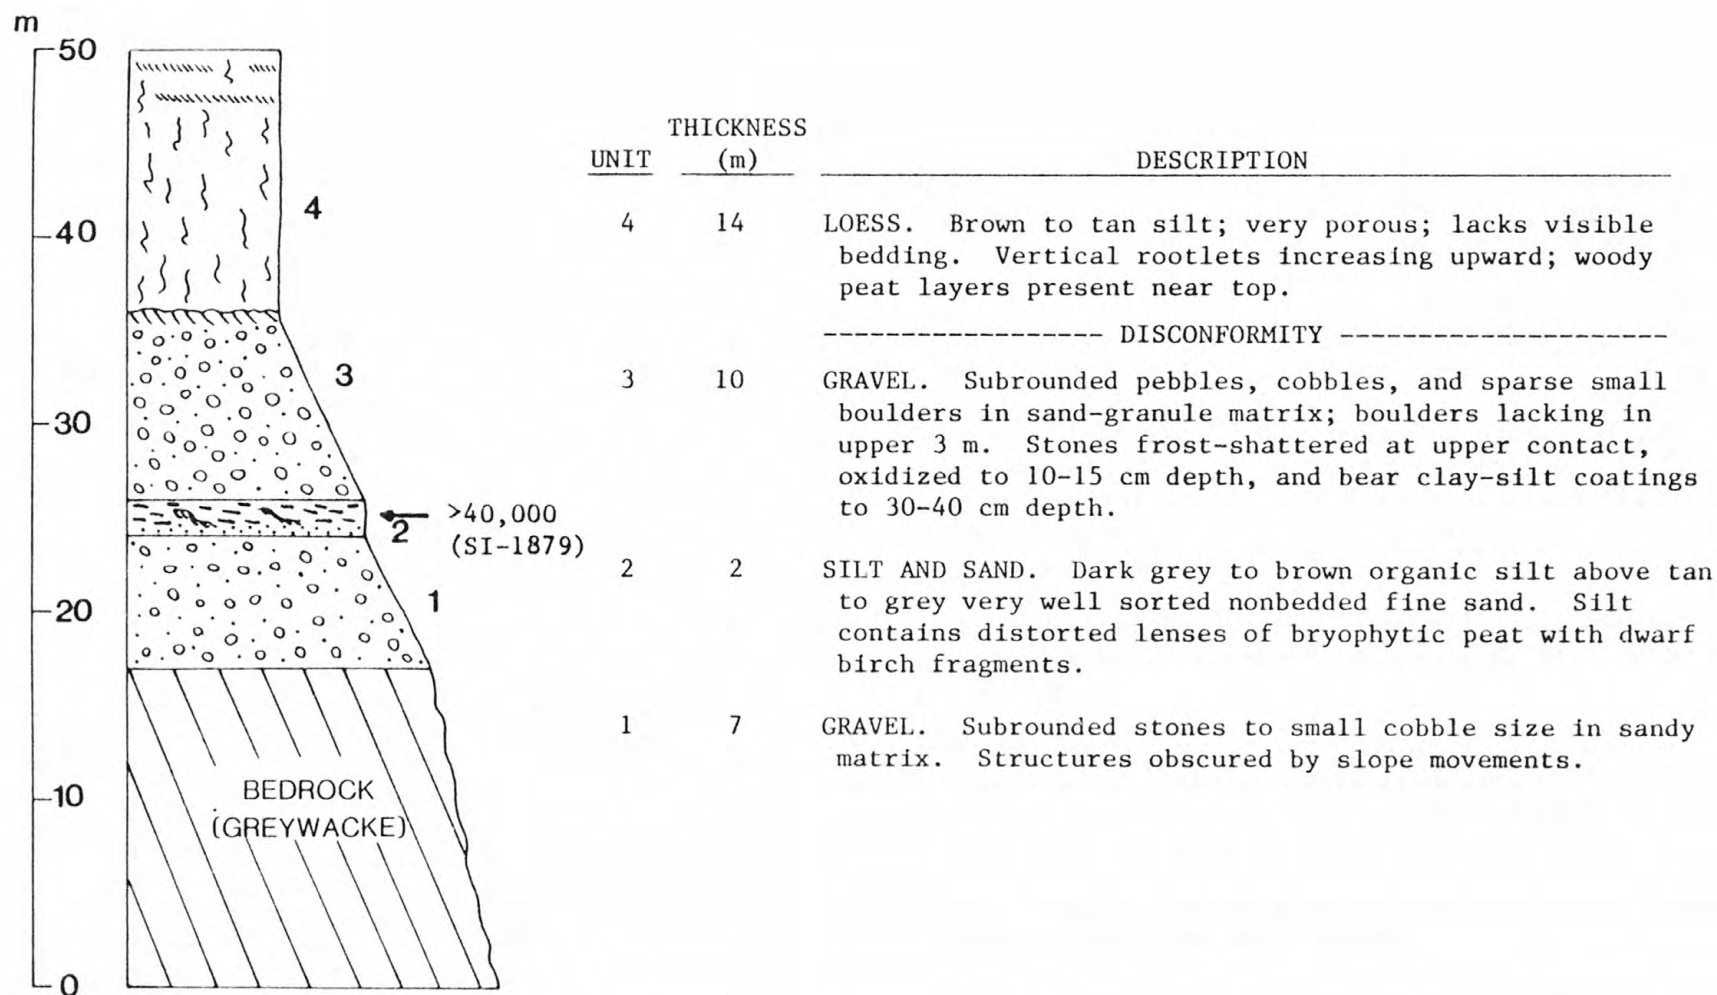 m
50
40
30
20
10
0
4
3
2
1
>40,000
(SI-1879)
BEDROCK
(GREYWACKE)
THICKNESS
UNIT (m) DESCRIPTION
4 14 LOESS. Brown to tan silt; very porous; lacks visible
bedding. Vertical rootlets increasing upward; woody
peat layers present near top.
DISCONFORMITY
3 10 GRAVEL. Subrounded pebbles, cobbles, and sparse small
boulders in sand-granule matrix; boulders lacking in
upper 3 m. Stones frost-shattered at upper contact,
oxidized to 10-15 cm depth, and bear clay-silt coatings
to 30-40 cm depth.
2 2 SILT AND SAND. Dark grey to brown organic silt above tan
to grey very well sorted nonbedded fine sand. Silt
contains distorted lenses of bryophytic peat with dwarf
birch fragments.
1 7 GRAVEL. Subrounded stones to small cobble size in sandy
matrix. Structures obscured by slope movements.